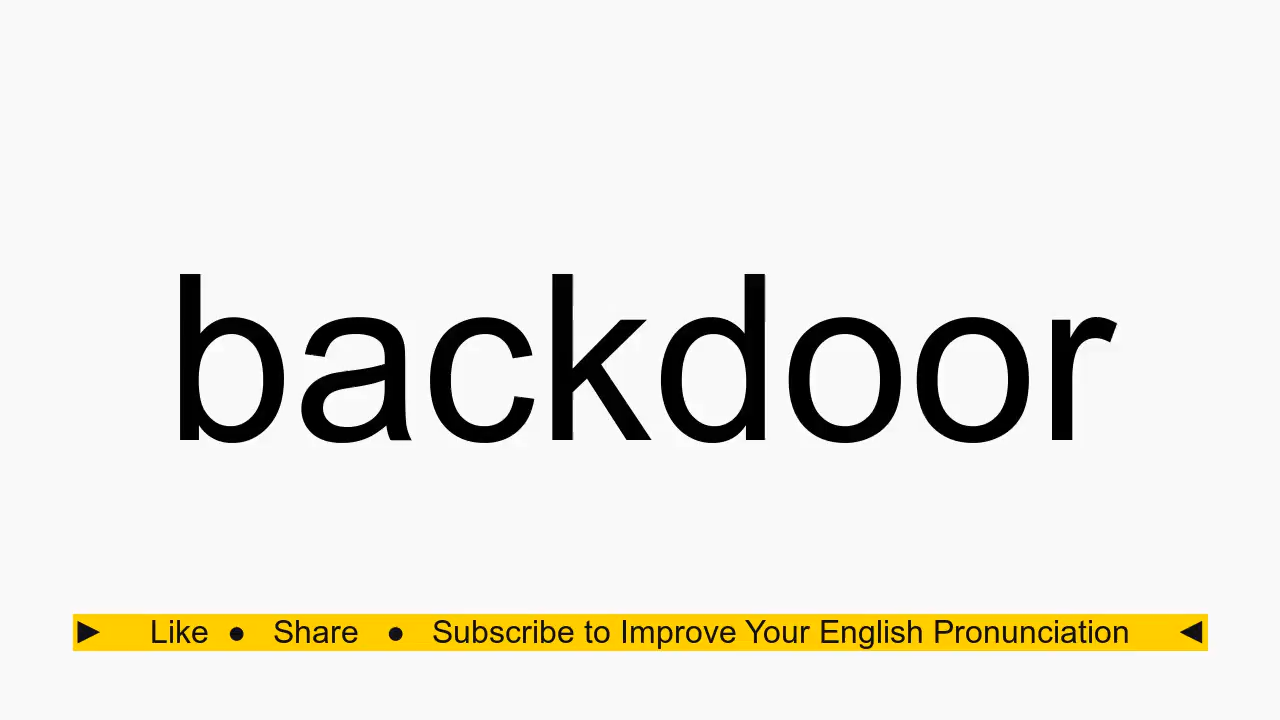 backdoor
► Like ● Share ● Subscribe to Improve Your English Pronunciation ◄